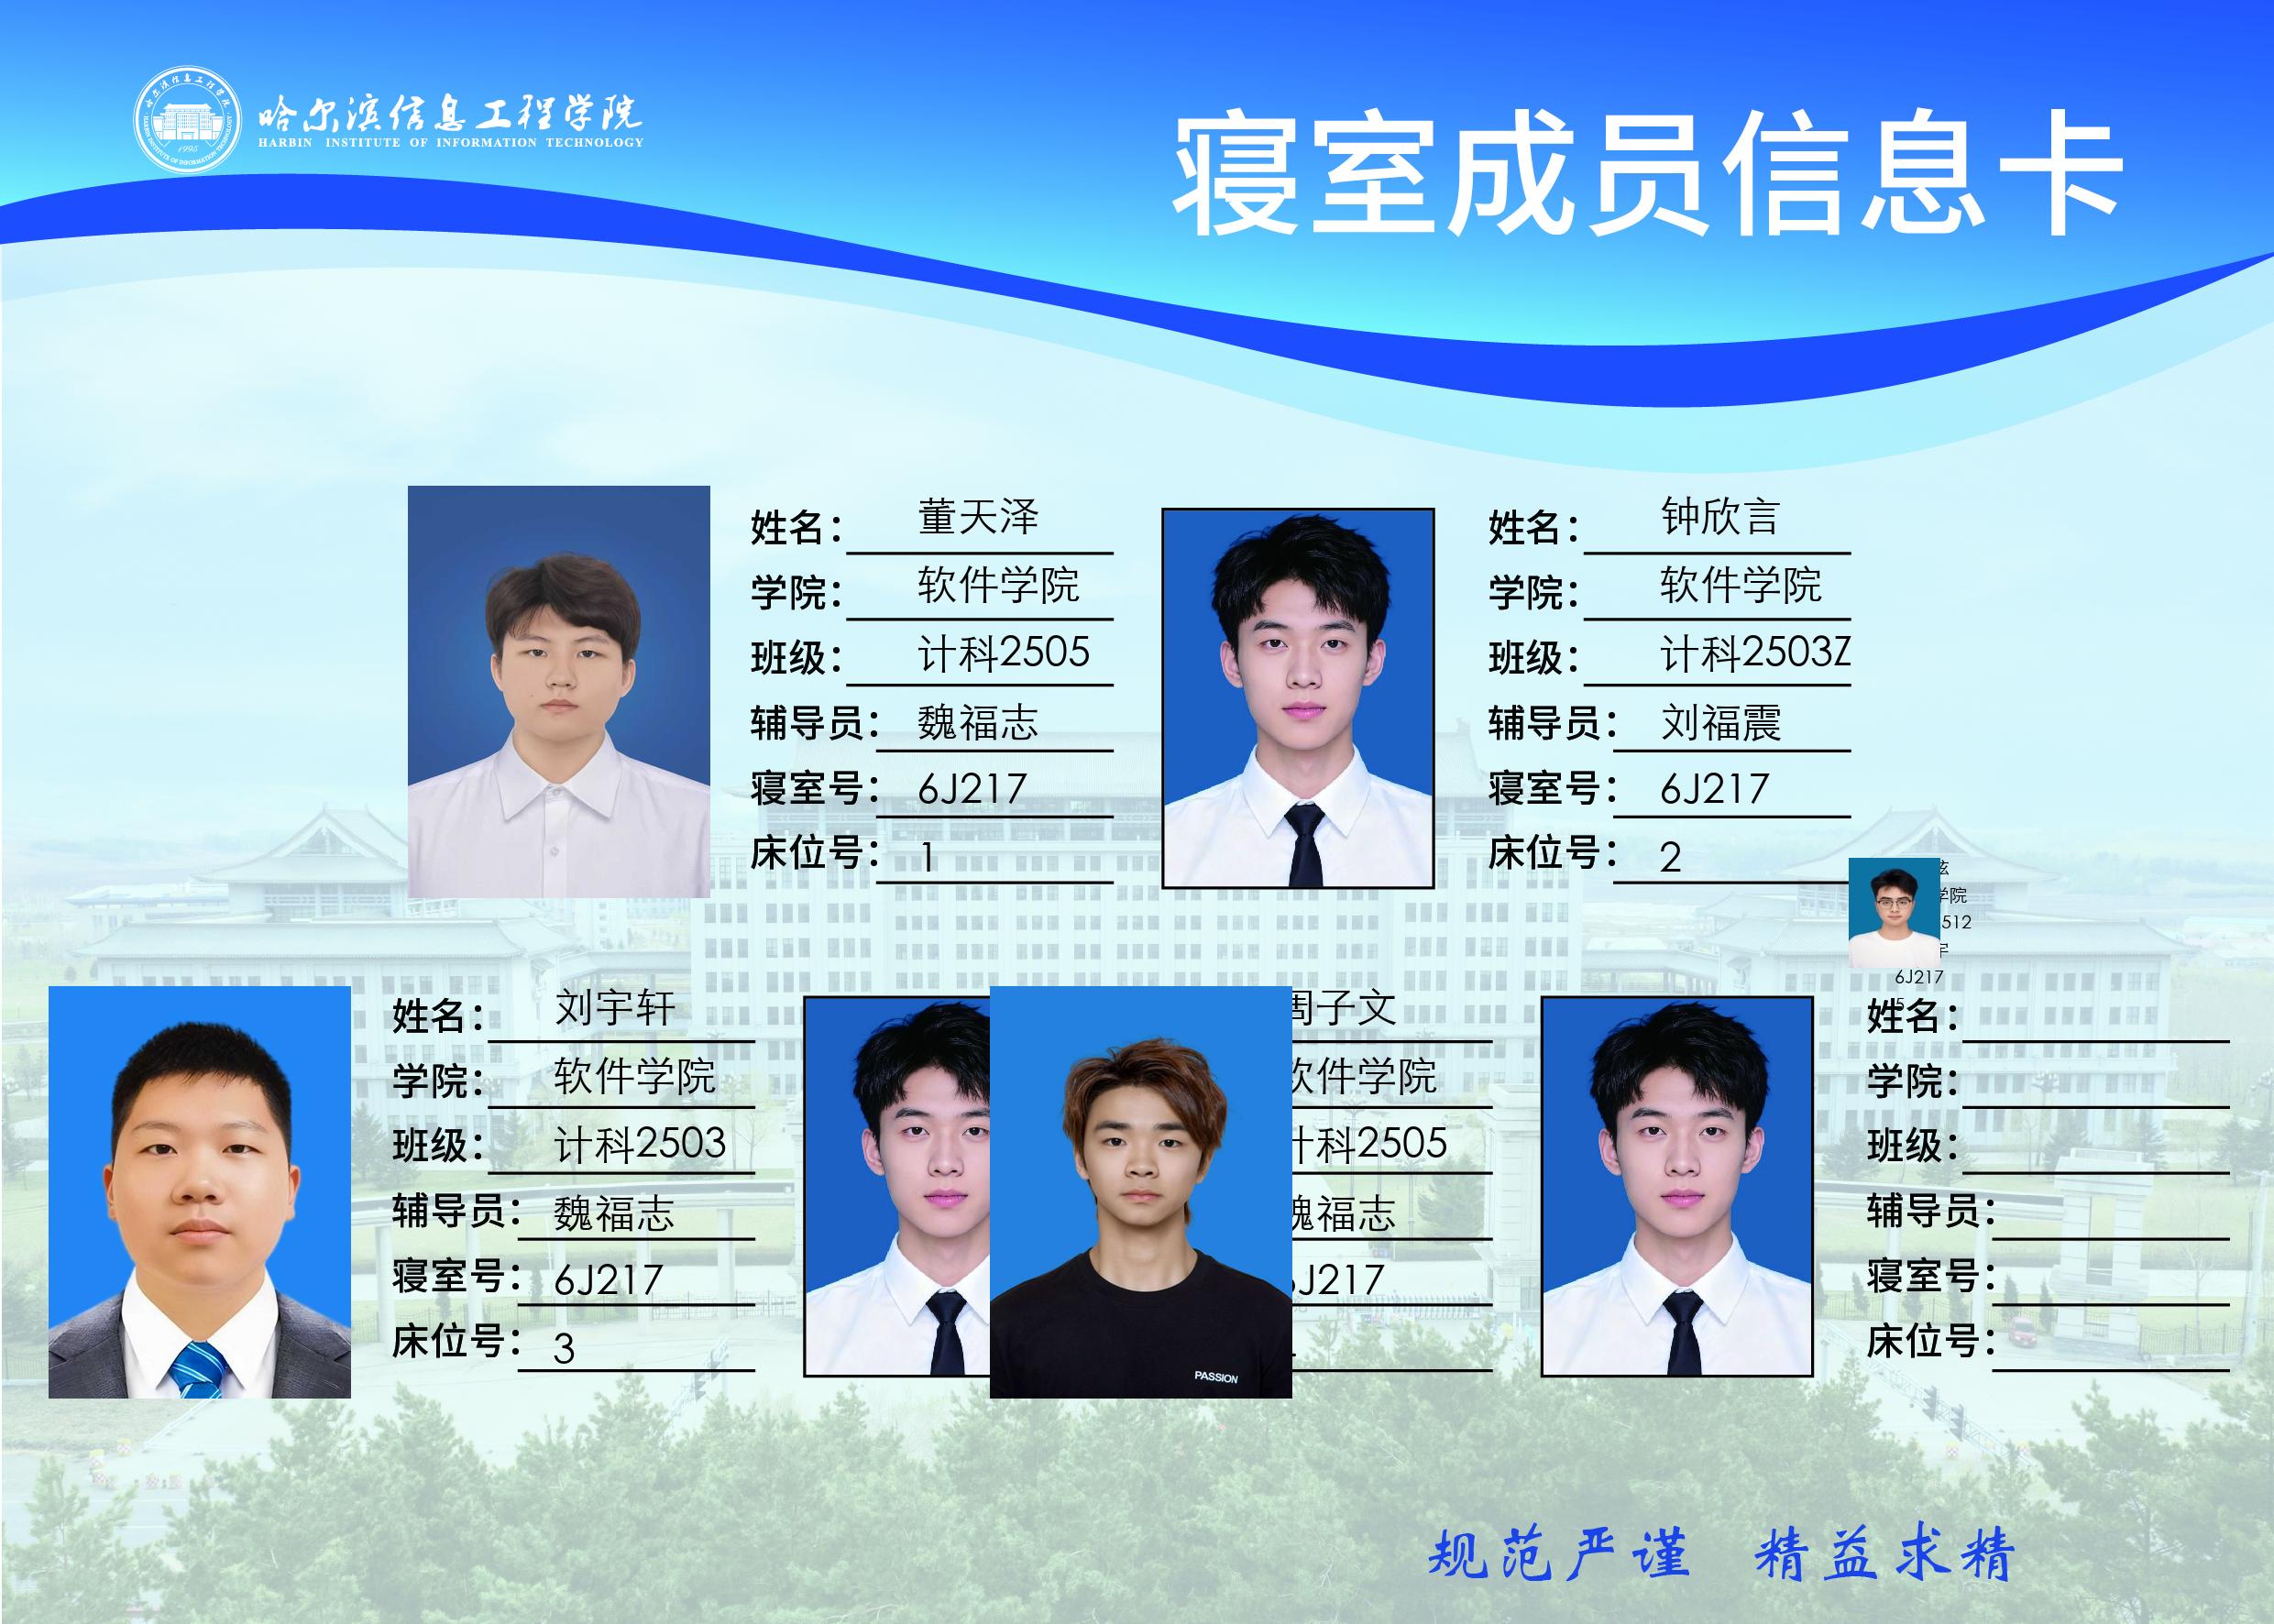 哈尔滨信息工程学院
HARBIN INSTITUTE OF INFORMATION TECHNOLOGY
1995
寝室成员信息卡
姓名： 董天泽
学院： 软件学院
班级： 计科2505
辅导员： 魏福志
寝室号： 6J217
床位号： 1
姓名： 钟欣言
学院： 软件学院
班级： 计科2503Z
辅导员： 刘福震
寝室号： 6J217
床位号： 2
学院
512
6J217
5
姓名： 刘宇轩
学院： 软件学院
班级： 计科2503
辅导员： 魏福志
寝室号： 6J217
床位号： 3
周子文
软件学院
计科2505
魏福志
6J217
PASSION
姓名：
学院：
班级：
辅导员：
寝室号：
床位号：
规范严谨 精益求精